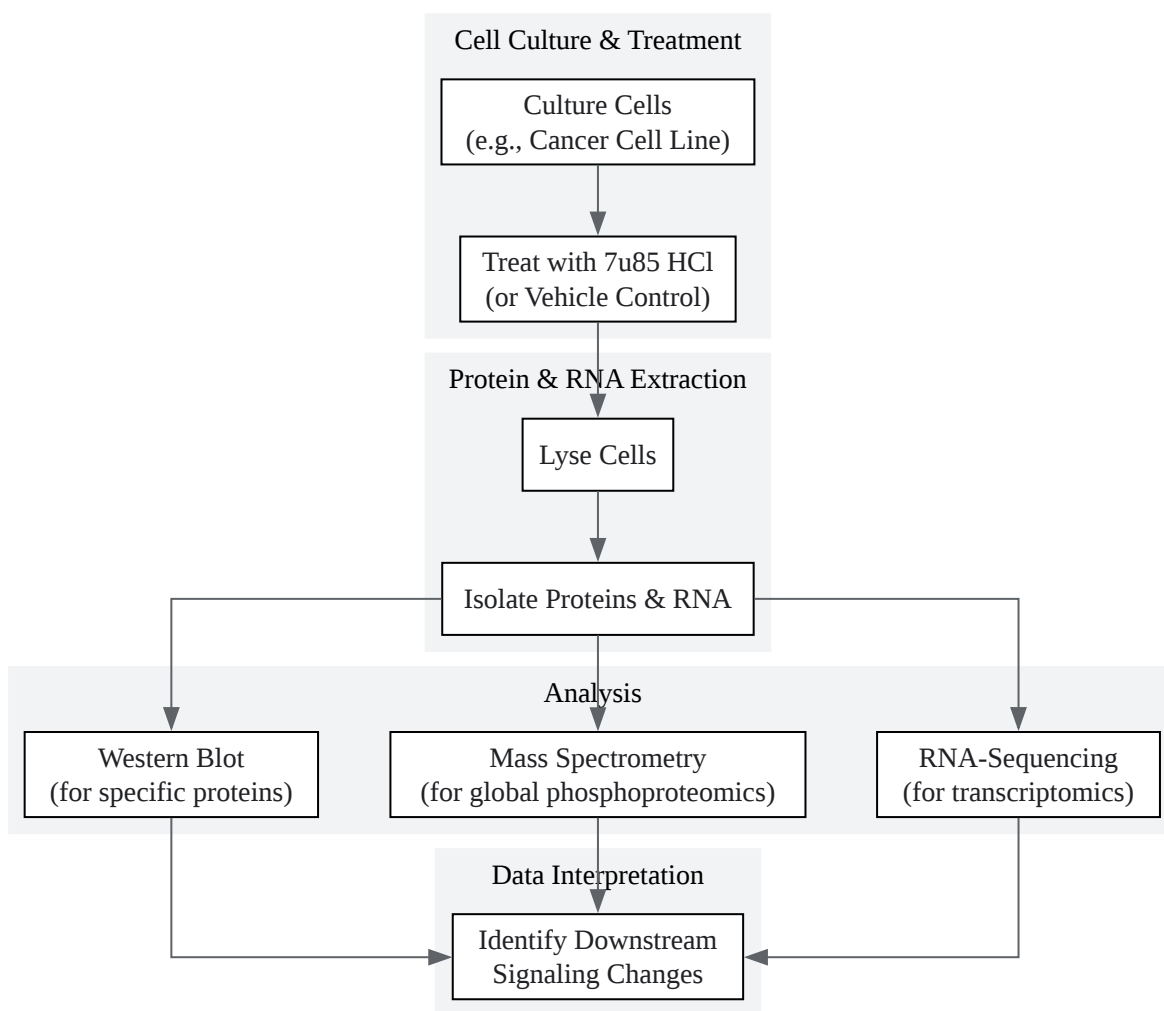 Cell Culture & Treatment
Culture Cells
(e.g., Cancer Cell Line)
Treat with 7u85 HCl
(or Vehicle Control)
Protein & RNA Extraction
Lyse Cells
Isolate Proteins & RNA
Analysis
Western Blot
(for specific proteins)
Mass Spectrometry
(for global phosphoproteomics)
RNA-Sequencing
(for transcriptomics)
Data Interpretation
Identify Downstream
Signaling Changes